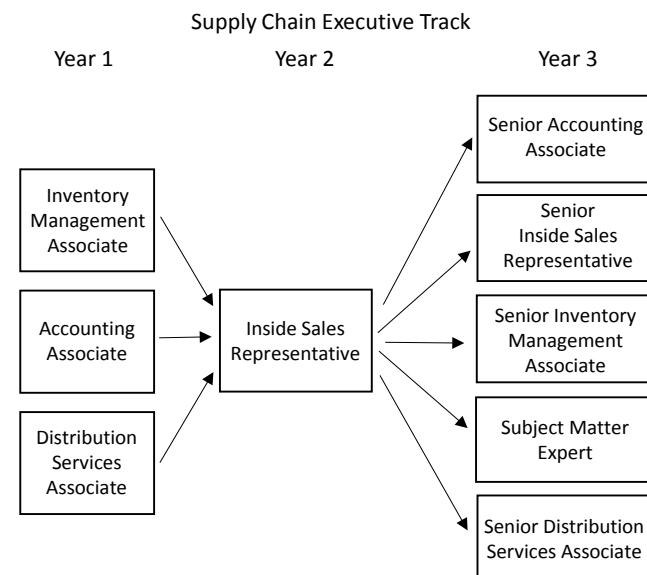 Supply Chain Executive Track
Year 1
Year 2
Year 3
Inventory
Management
Associate
Accounting
Associate
Distribution
Services
Associate
Inside Sales
Representative
Senior Accounting
Associate
Senior
Inside Sales
Representative
Senior Inventory
Management
Associate
Subject Matter
Expert
Senior Distribution
Services Associate